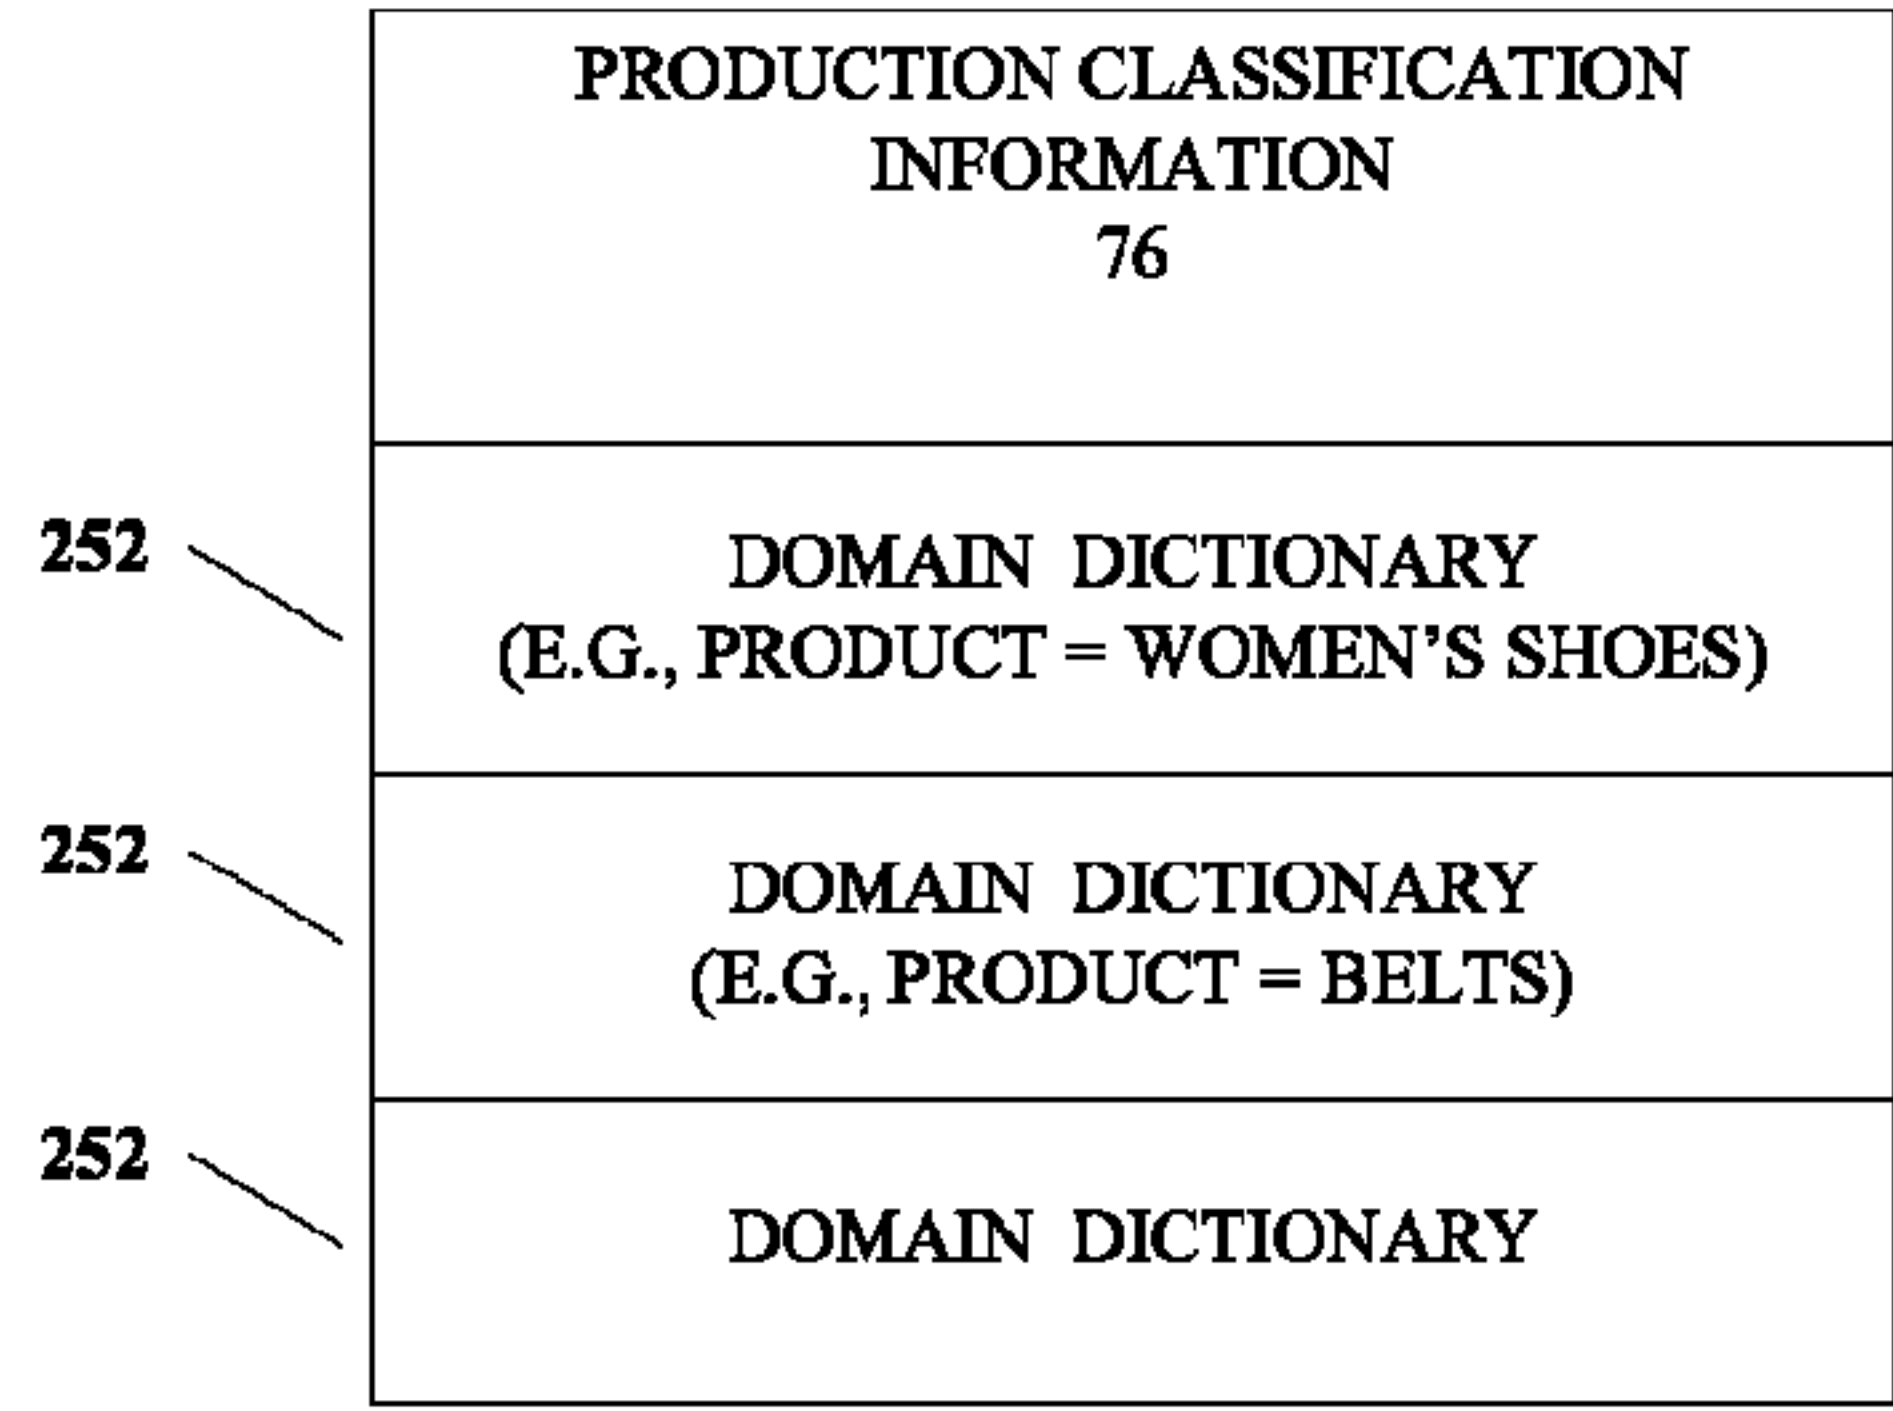 PRODUCTION CLASSIFICATION
INFORMATION
76
252
DOMAIN DICTIONARY
(E.G., PRODUCT = WOMEN'S SHOES)
252
DOMAIN DICTIONARY
(E.G., PRODUCT = BELTS)
252
DOMAIN DICTIONARY